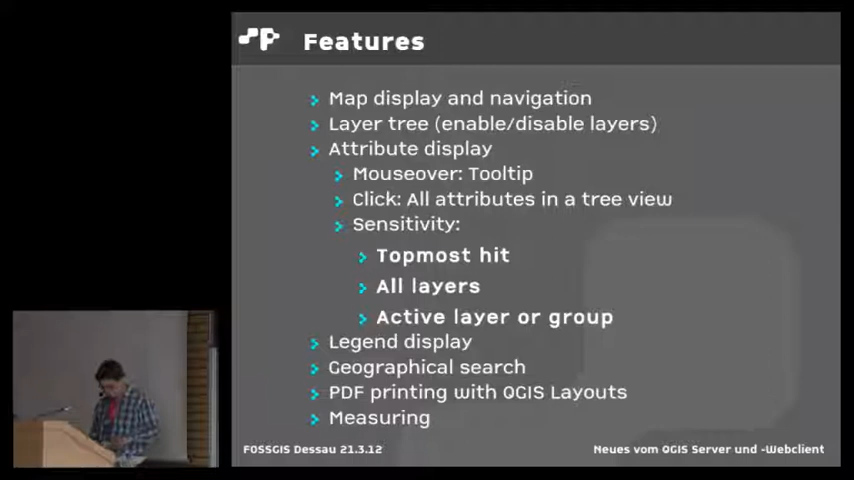 Features
Map display and navigation
Layer tree (enable/disable layers)
Attribute display
Mouseover: Tooltip
Click: All attributes in a tree view
Sensitivity:
Topmost hit
All layers
Active layer or group
Legend display
Geographical search
PDF printing with QGIS Layouts
Measuring
FOSSGIS Dessau 21.3.12
Neues vom QGIS Server und -Webclient